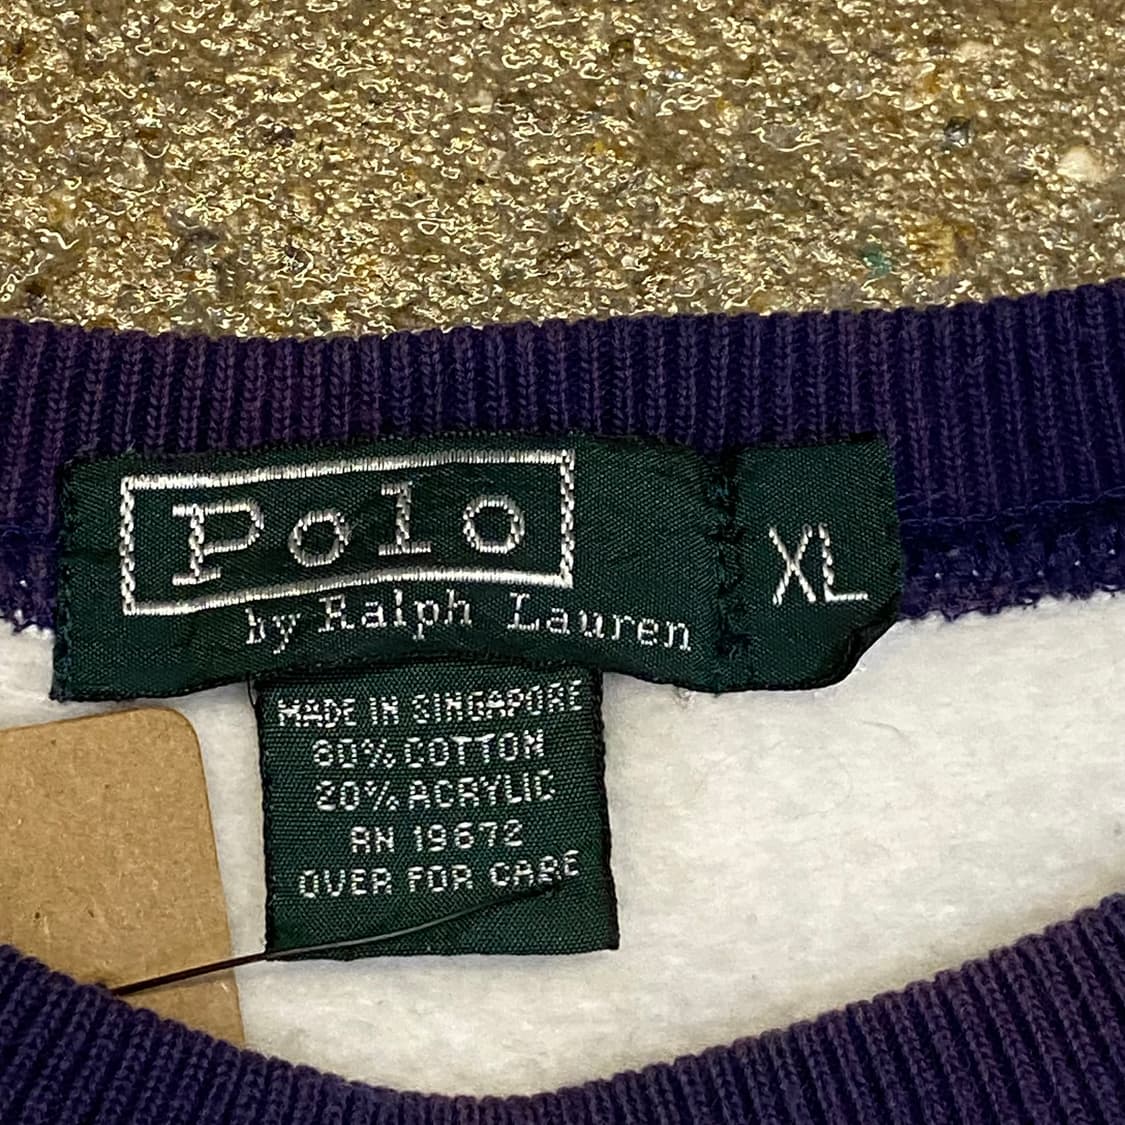 Polo
by Ralph Lauren
XL
MADE IN SINGAPORE
80% COTTON
20% ACRYLIC
RN 19672
OVER FOR CARE